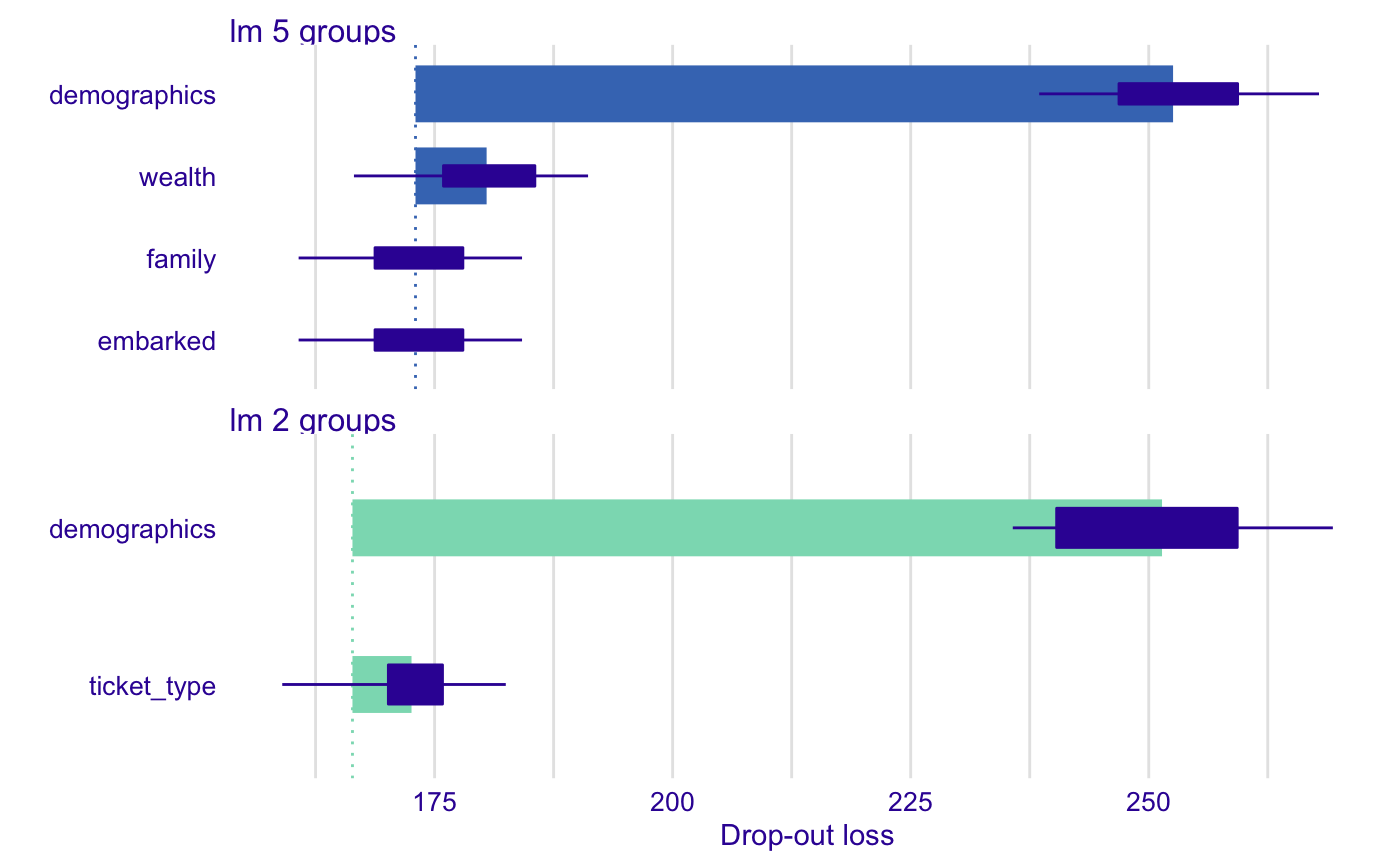 lm 5 groups
demographics
wealth
family
embarked
lm 2 groups
demographics
ticket_type
175 200 225 250
Drop-out loss